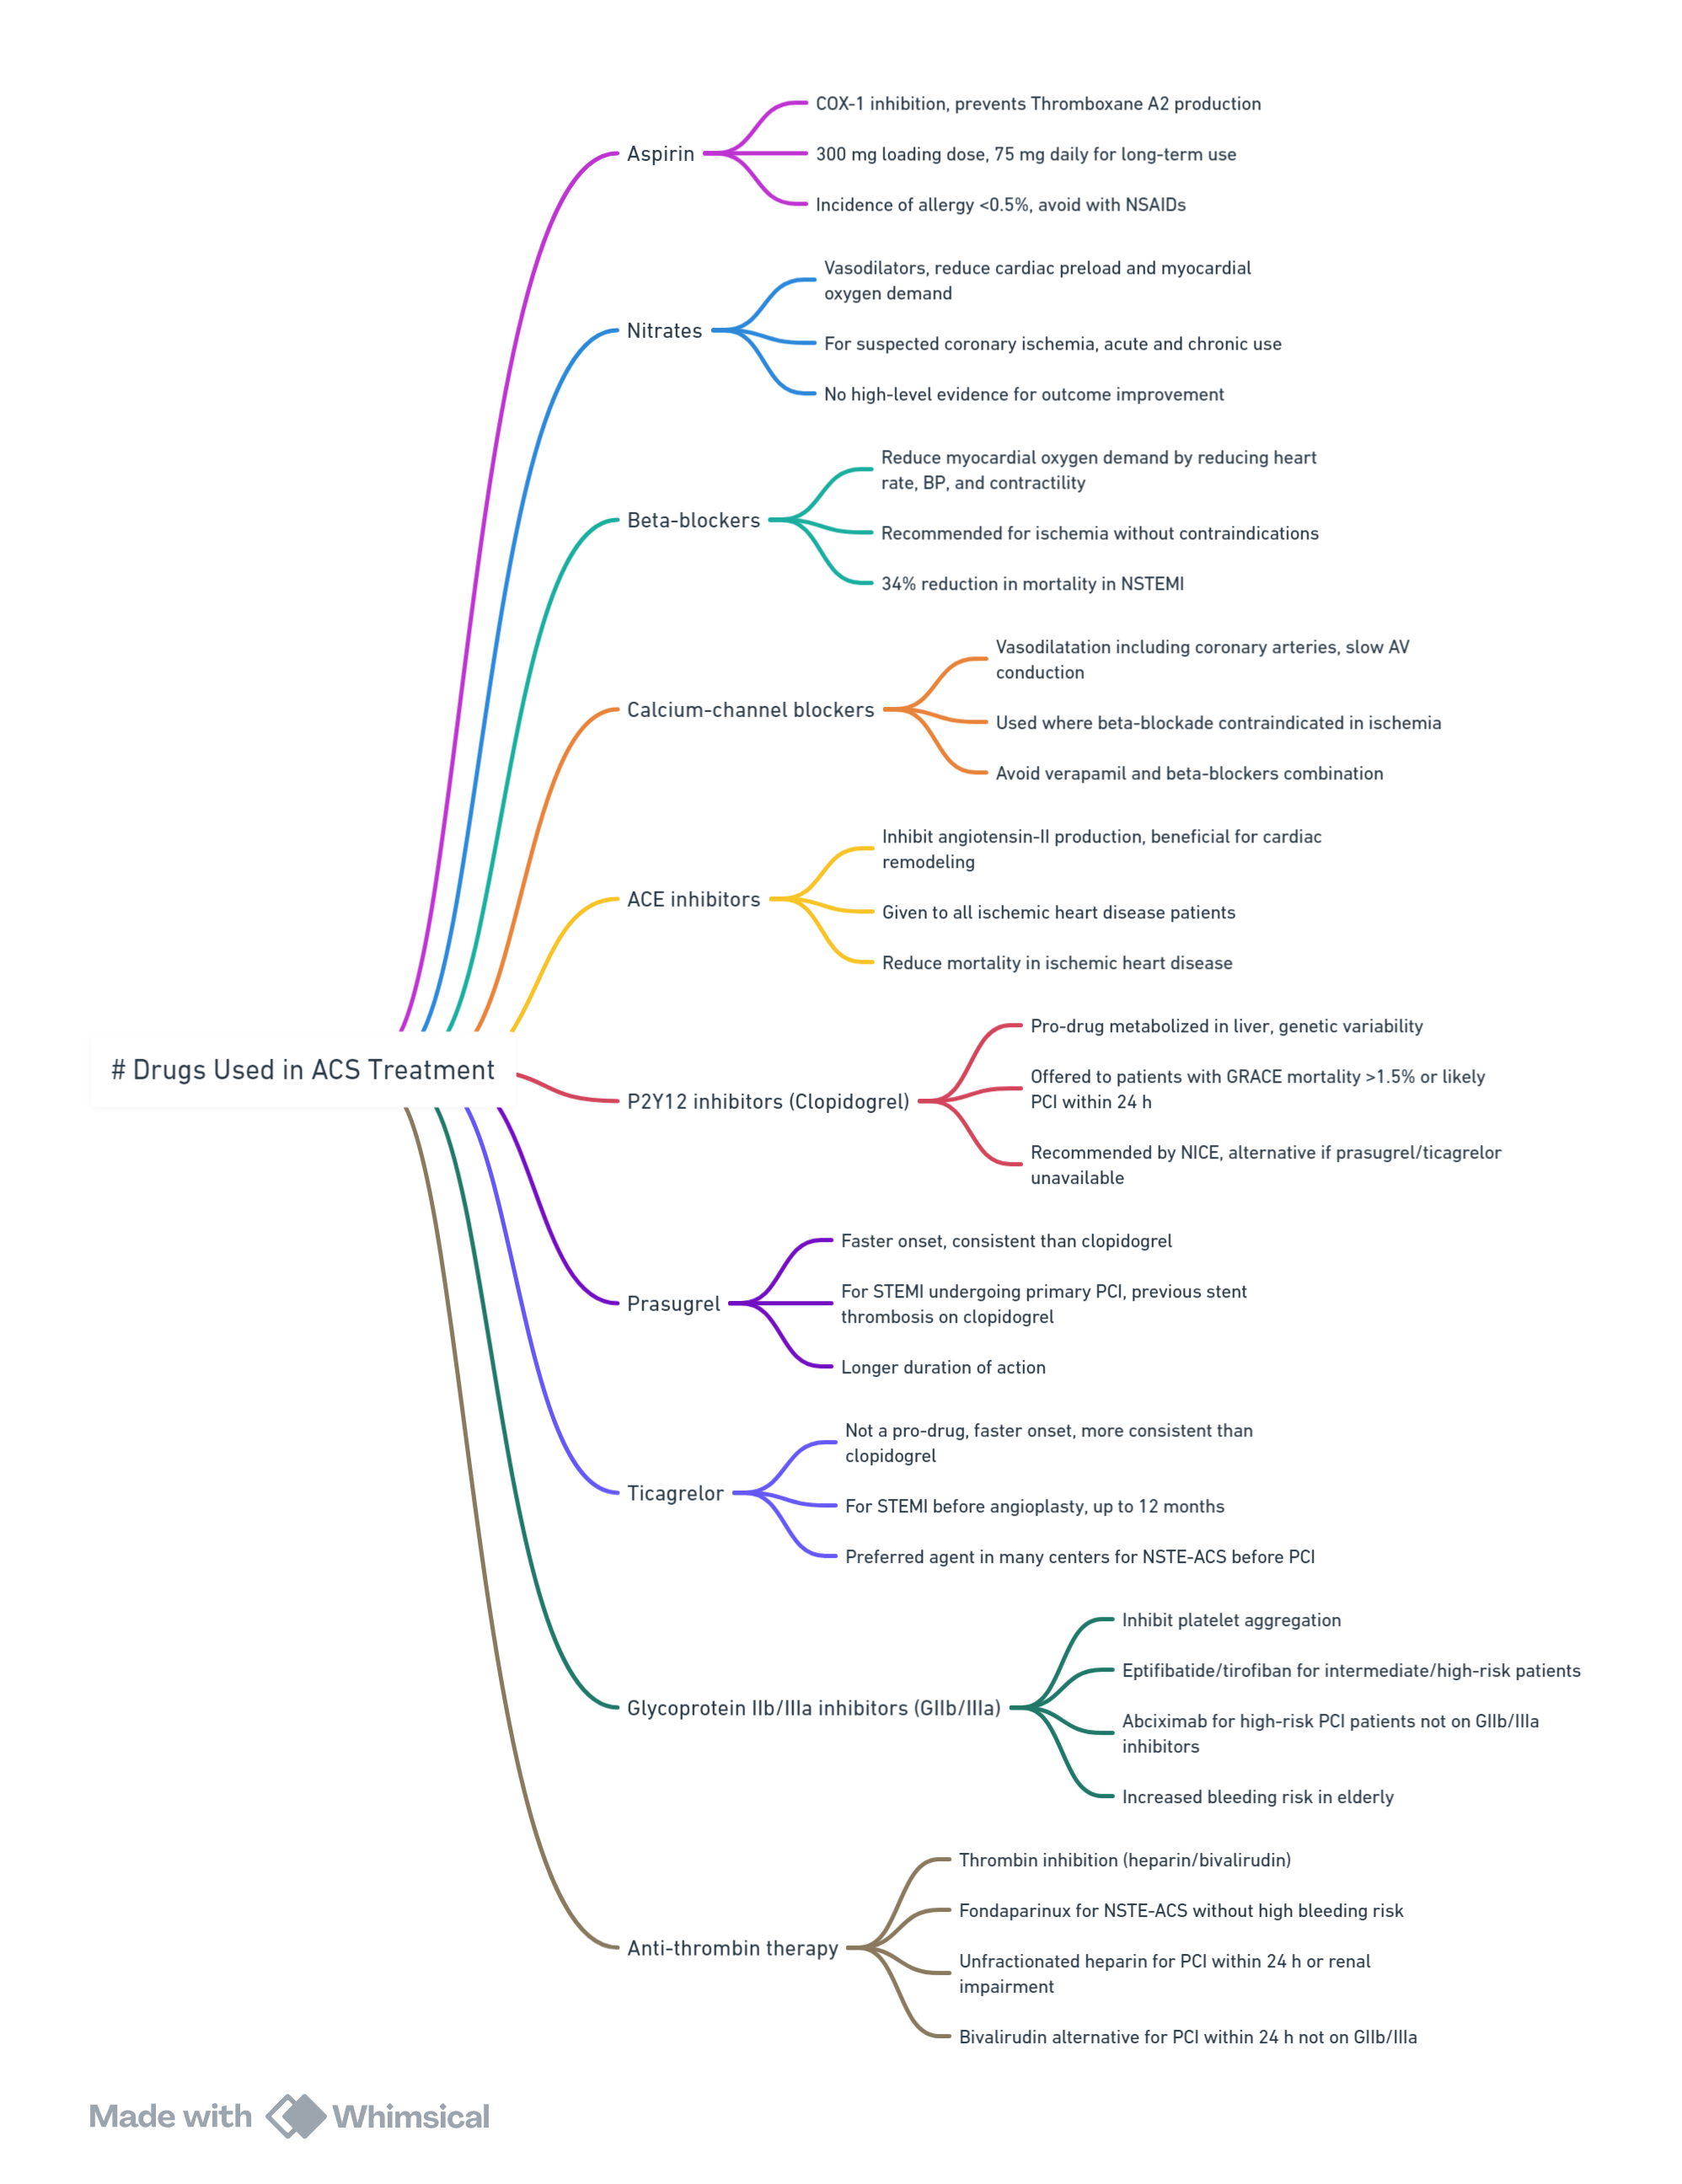 # Drugs Used in ACS Treatment
Aspirin
COX-1 inhibition, prevents Thromboxane A2 production
300 mg loading dose, 75 mg daily for long-term use
Incidence of allergy <0.5%, avoid with NSAIDs
Nitrates
Vasodilators, reduce cardiac preload and myocardial
oxygen demand
For suspected coronary ischemia, acute and chronic use
No high-level evidence for outcome improvement
Beta-blockers
Reduce myocardial oxygen demand by reducing heart
rate, BP, and contractility
Recommended for ischemia without contraindications
34% reduction in mortality in NSTEMI
Calcium-channel blockers
Vasodilatation including coronary arteries, slow AV
conduction
Used where beta-blockade contraindicated in ischemia
Avoid verapamil and beta-blockers combination
ACE inhibitors
Inhibit angiotensin-II production, beneficial for cardiac
remodeling
Given to all ischemic heart disease patients
Reduce mortality in ischemic heart disease
P2Y12 inhibitors (Clopidogrel)
Pro-drug metabolized in liver, genetic variability
Offered to patients with GRACE mortality >1.5% or likely
PCI within 24 h
Recommended by NICE, alternative if prasugrel/ticagrelor
unavailable
Prasugrel
Faster onset, consistent than clopidogrel
For STEMI undergoing primary PCI, previous stent
thrombosis on clopidogrel
Longer duration of action
Ticagrelor
Not a pro-drug, faster onset, more consistent than
clopidogrel
For STEMI before angioplasty, up to 12 months
Preferred agent in many centers for NSTE-ACS before PCI
Glycoprotein IIb/IIIa inhibitors (GIIb/IIIa)
Inhibit platelet aggregation
Eptifibatide/tirofiban for intermediate/high-risk patients
Abciximab for high-risk PCI patients not on GIIb/IIIa
inhibitors
Increased bleeding risk in elderly
Anti-thrombin therapy
Thrombin inhibition (heparin/bivalirudin)
Fondaparinux for NSTE-ACS without high bleeding risk
Unfractionated heparin for PCI within 24 h or renal
impairment
Bivalirudin alternative for PCI within 24 h not on GIIb/IIIa
Made with Whimsical